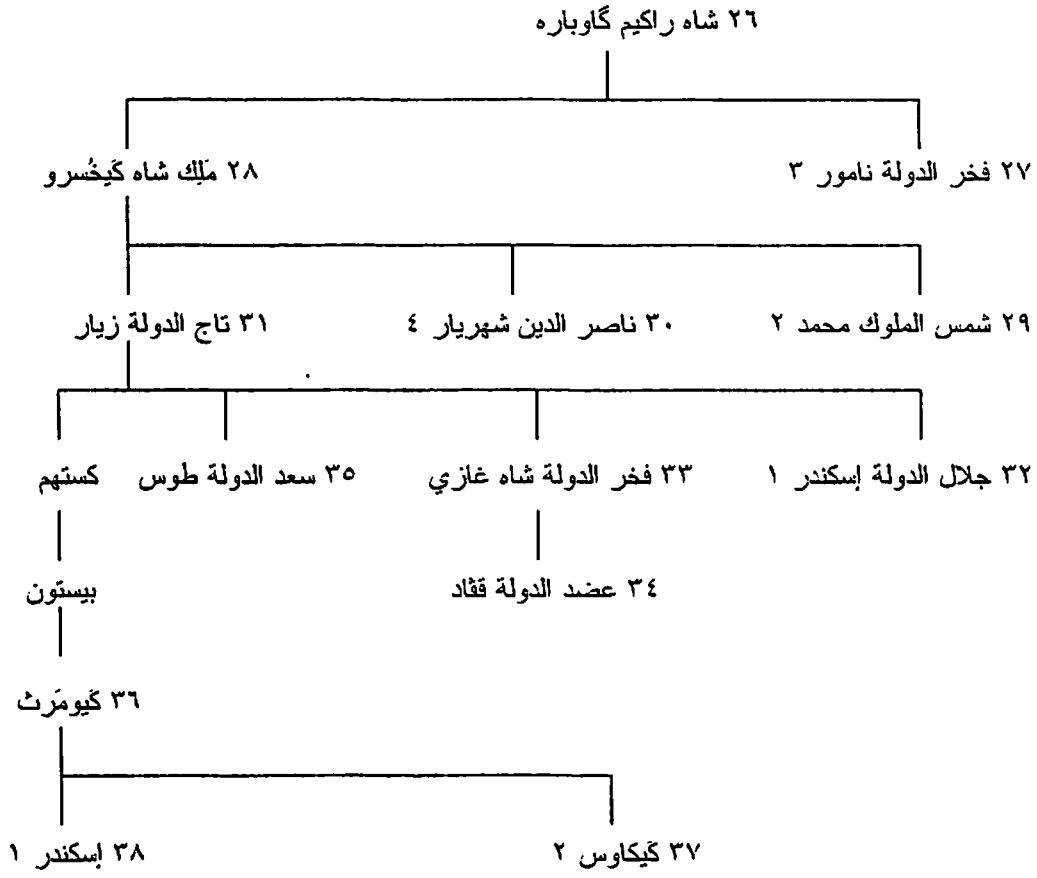 ٢٦ شاه راكيم گاوباره
٢٧ فخر الدولة نامور ٣
٢٨ مَلِك شاه كَيخُسرو
٢٩ شمس الملوك محمد ٢
٣٠ ناصر الدين شهريار ٤
٣١ تاج الدولة زيار
٣٢ جلال الدولة إسكندر ١
٣٣ فخر الدولة شاه غازي
٣٥ سعد الدولة طوس
كستهم
٣٤ عضد الدولة قڤاد
بيستون
٣٦ كَيومَرث
٣٧ كَيكاوس ٢
٣٨ إسكندر ١